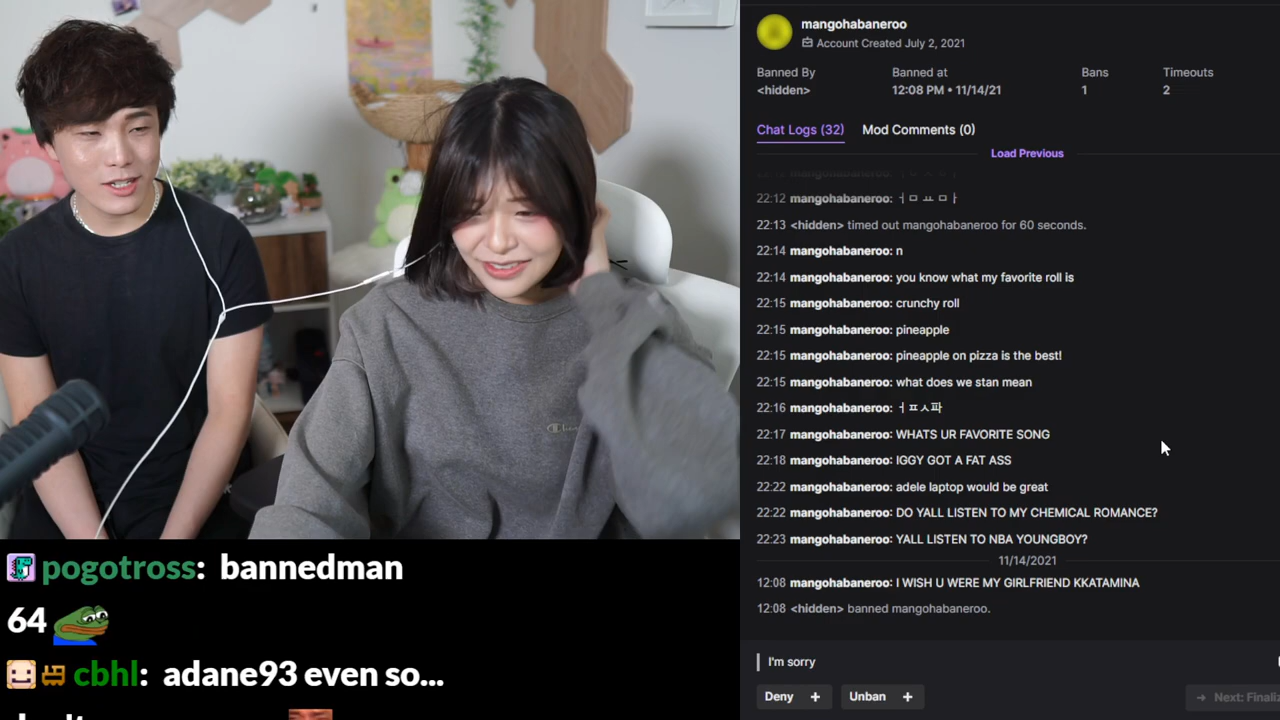 mangohabaneroo
Account Created July 2, 2021
Banned By Banned at Bans Timeouts
<hidden> 12:08 PM • 11/14/21 1 2
Chat Logs (32) Mod Comments (0)
Load Previous
22:12 mangohabaneroo: ㅓㅁㅛㅁㅏ
22:13 <hidden> timed out mangohabaneroo for 60 seconds.
22:14 mangohabaneroo: n
22:14 mangohabaneroo: you know what my favorite roll is
22:15 mangohabaneroo: crunchy roll
22:15 mangohabaneroo: pineapple
22:15 mangohabaneroo: pineapple on pizza is the best!
22:15 mangohabaneroo: what does we stan mean
22:16 mangohabaneroo: ㅓㅍㅅ파
22:17 mangohabaneroo: WHATS UR FAVORITE SONG
22:18 mangohabaneroo: IGGY GOT A FAT ASS
22:22 mangohabaneroo: adele laptop would be great
22:22 mangohabaneroo: DO YALL LISTEN TO MY CHEMICAL ROMANCE?
22:23 mangohabaneroo: YALL LISTEN TO NBA YOUNGBOY?
11/14/2021
12:08 mangohabaneroo: I WISH U WERE MY GIRLFRIEND KKATAMINA
12:08 <hidden> banned mangohabaneroo.
I'm sorry
Deny + Unban +
→ Next: Finaliz
pogotross: bannedman
64
cbhl: adane93 even so...